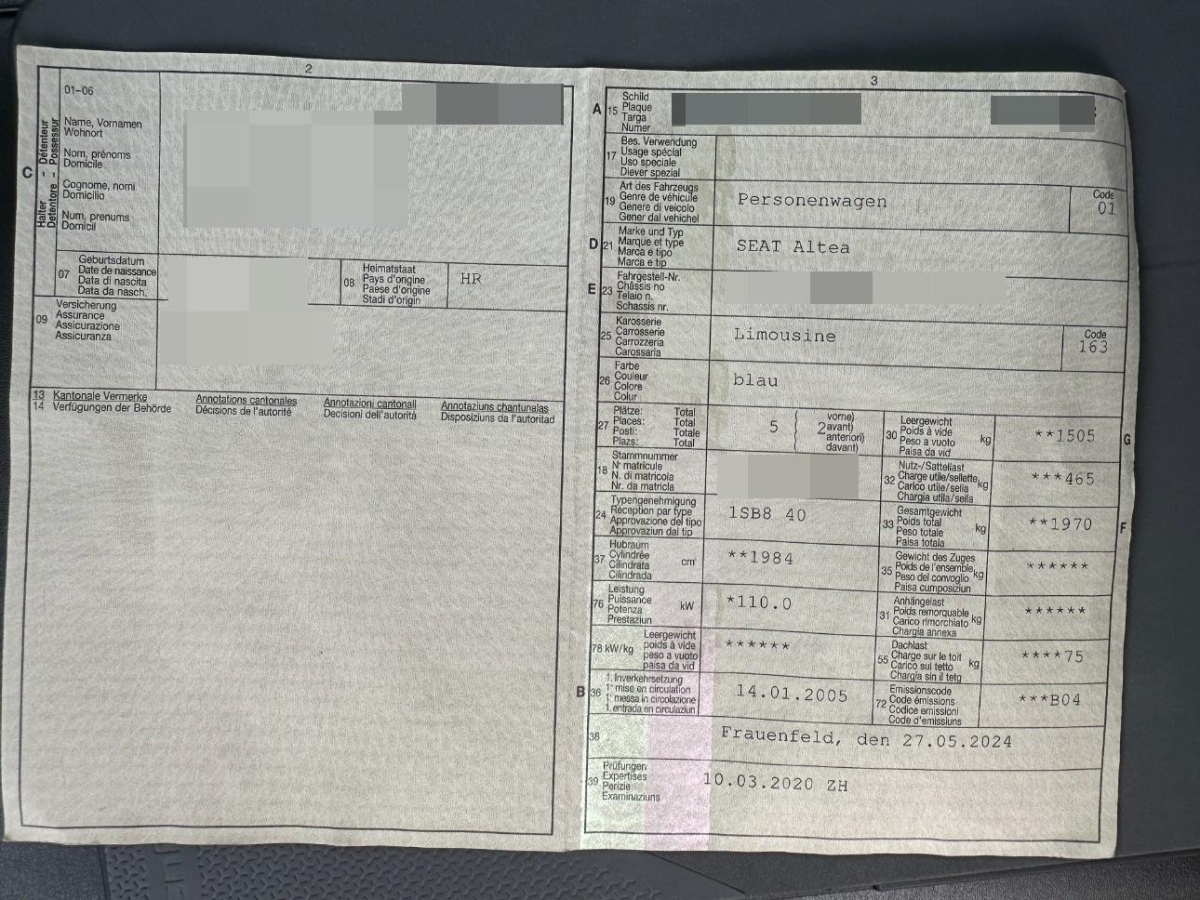 2
01-06
Halter - Détenteur
Detentore - Possessur
C
Name, Vornamen
Wohnort
Nom, prénoms
Domicile
Cognome, nomi
Domicilio
Num, prenums
Domicil
07
Geburtsdatum
Date de naissance
Data di nascita
Data da nasch.
08
Heimatstaat
Pays d'origine
Paese d'origine
Stadi d'origin
HR
09
Versicherung
Assurance
Assicurazione
Assicuranza
13 Kantonale Vermerke
14 Verfügungen der Behörde
Annotations cantonales
Décisions de l'autorité
Annotazioni cantonali
Decisioni dell'autorità
Annotaziuns chantunalas
Disposiziuns da l'autoritad
3
A 15
Schild
Plaque
Targa
Numer
17
Bes. Verwendung
Usage spécial
Uso speciale
Diever spezial
19
Art des Fahrzeugs
Genre de véhicule
Genere di veicolo
Gener dal vehichel
Personenwagen
Code
01
D 21
Marke und Typ
Marque et type
Marca e tipo
Marca e tip
SEAT Altea
E 23
Fahrgestell-Nr.
Châssis no
Telaio n.
Schassis nr.
25
Karosserie
Carrosserie
Carrozzeria
Carossaria
Limousine
Code
163
26
Farbe
Couleur
Colore
Colur
blau
27
Plätze: Total
Places: Total
Posti: Totale
Plazs: Total
5
2
vorne)
avant)
anteriori)
davant)
30
Leergewicht
Poids à vide
Peso a vuoto
Paisa da vid
kg
**1505
G
18
Stammnummer
N° matricule
N. di matricola
Nr. da matricla
32
Nutz-/Sattellast
Charge utile/sellette
Carico utile/sella
Chargia utila/sella
kg
***465
24
Typengenehmigung
Réception par type
Approvazione del tipo
Approvaziun dal tip
1SB8 40
33
Gesamtgewicht
Poids total
Peso totale
Paisa totala
kg
**1970
F
37
Hubraum
Cylindrée
Cilindrata
Cilindrada
cm³
**1984
35
Gewicht des Zuges
Poids de l'ensemble
Peso del convoglio
Paisa cumposiziun
kg
******
76
Leistung
Puissance
Potenza
Prestaziun
kW
*110.0
31
Anhängelast
Poids remorquable
Carico rimorchiato
Chargia annexa
kg
******
78 kW/kg
Leergewicht
poids à vide
peso a vuoto
paisa da vid
******
55
Dachlast
Charge sur le toit
Carico sul tetto
Chargia sin il tetg
kg
****75
B 36
1. Inverkehrsetzung
1re mise en circulation
1a messa in circolazione
1. entrada en circulaziun
14.01.2005
72
Emissionscode
Code émissions
Codice emissioni
Code d'emissiuns
***B04
38
Frauenfeld, den 27.05.2024
39
Prüfungen
Expertises
Perizie
Examinaziuns
10.03.2020 ZH